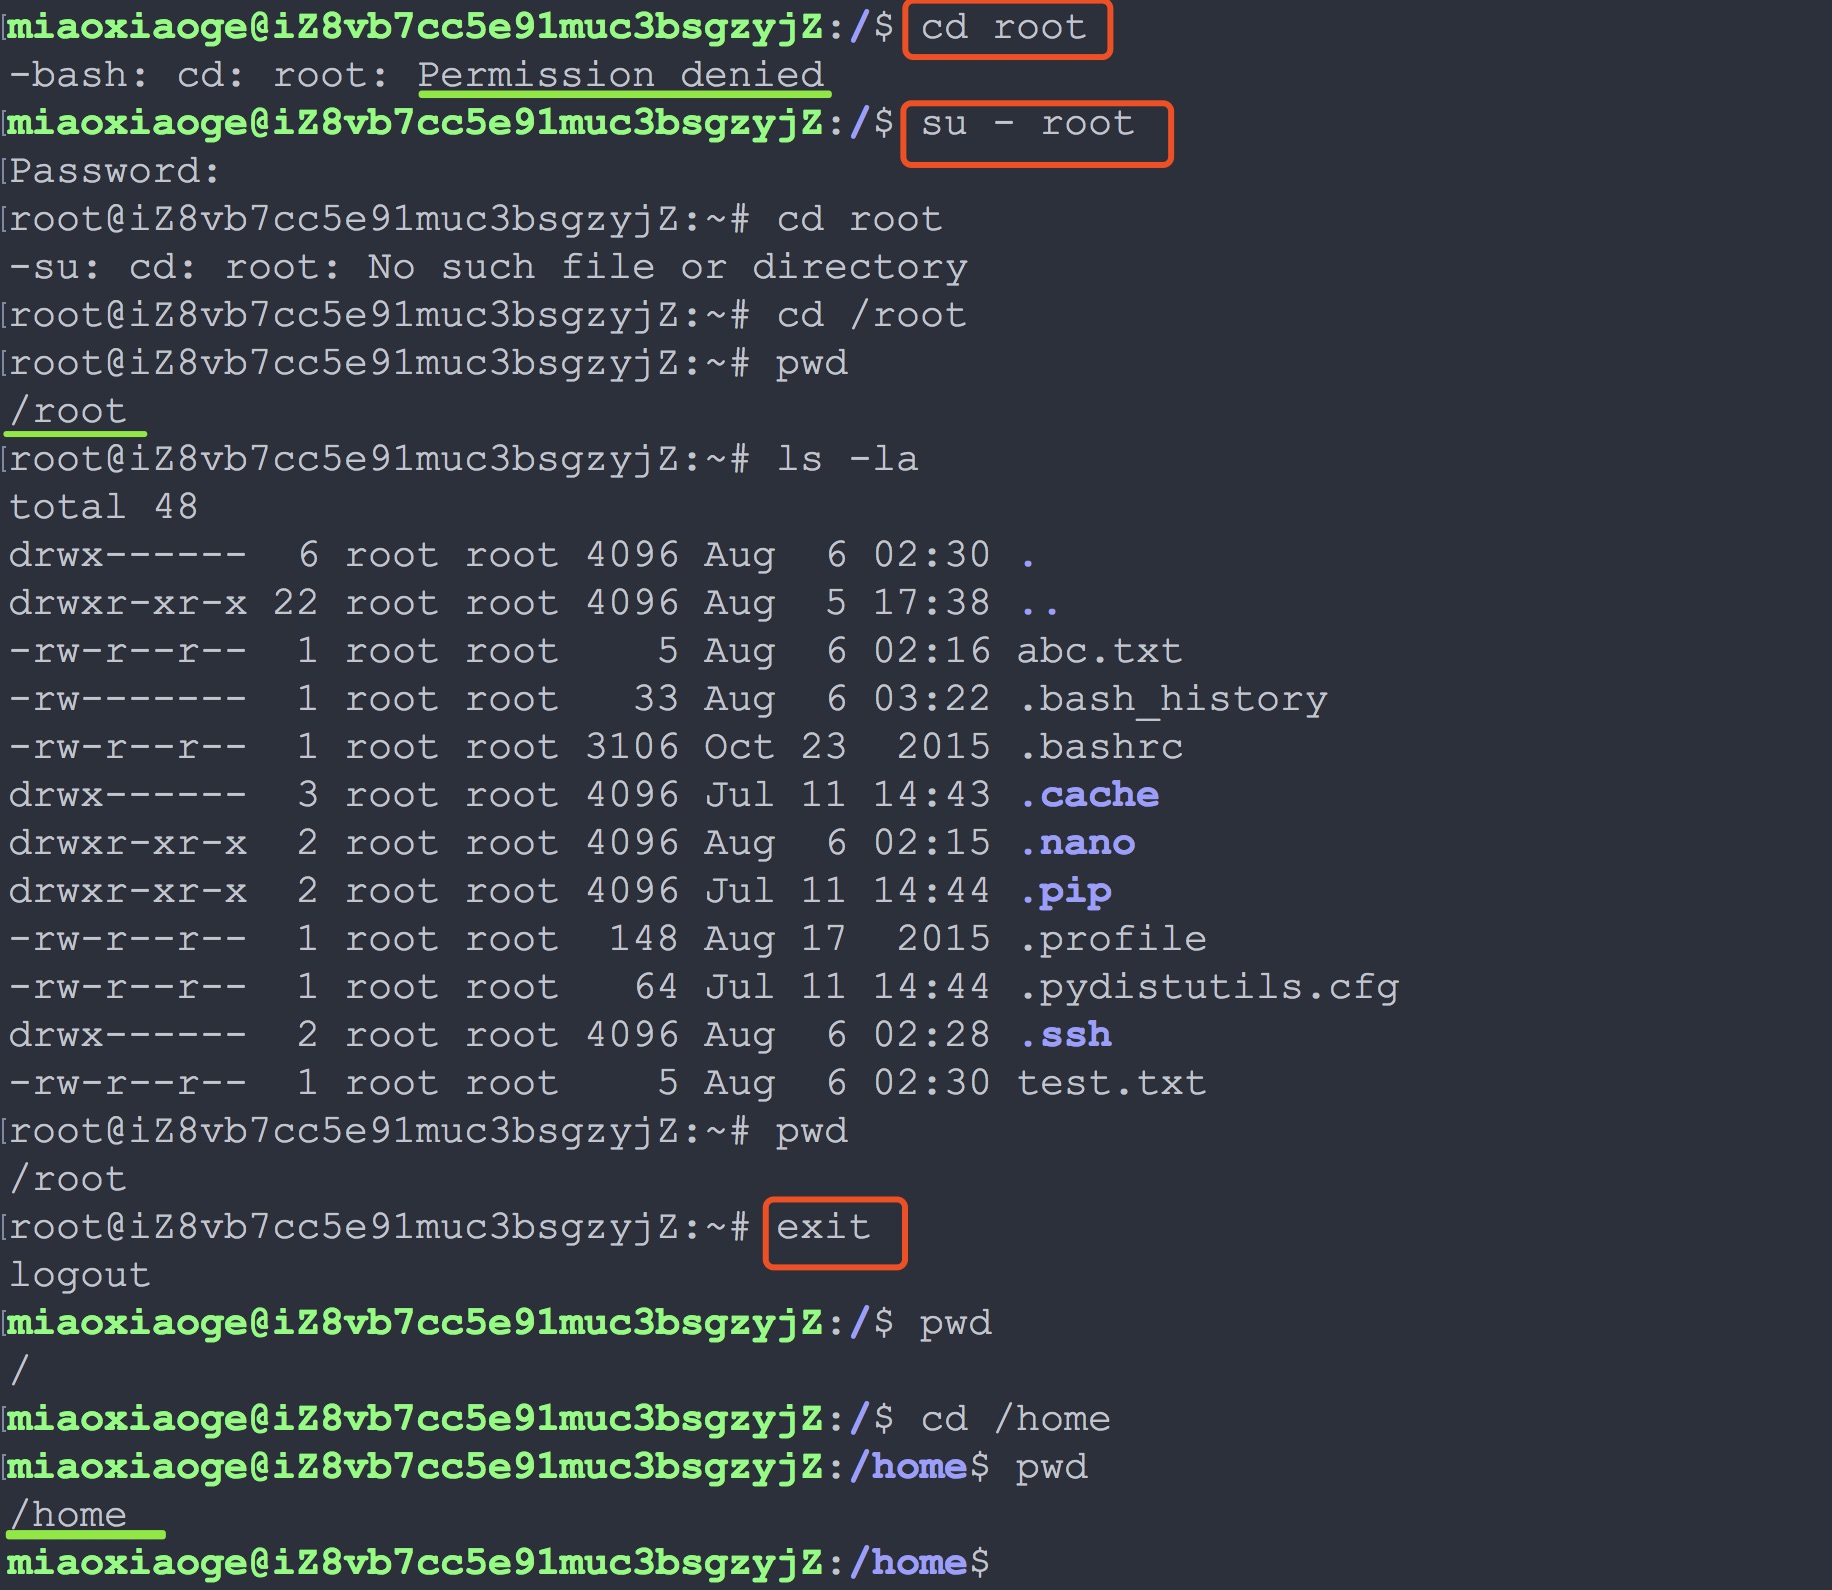 miaoxiaoge@iZ8vb7cc5e91muc3bsgzyjZ:/$ cd root
-bash: cd: root: Permission denied
miaoxiaoge@iZ8vb7cc5e91muc3bsgzyjZ:/$ su - root
Password:
root@iZ8vb7cc5e91muc3bsgzyjZ:~# cd root
-su: cd: root: No such file or directory
root@iZ8vb7cc5e91muc3bsgzyjZ:~# cd /root
root@iZ8vb7cc5e91muc3bsgzyjZ:~# pwd
/root
root@iZ8vb7cc5e91muc3bsgzyjZ:~# ls -la
total 48
drwx------  6 root root 4096 Aug  6 02:30 .
drwxr-xr-x 22 root root 4096 Aug  5 17:38 ..
-rw-r--r--  1 root root    5 Aug  6 02:16 abc.txt
-rw-------  1 root root   33 Aug  6 03:22 .bash_history
-rw-r--r--  1 root root 3106 Oct 23  2015 .bashrc
drwx------  3 root root 4096 Jul 11 14:43 .cache
drwxr-xr-x  2 root root 4096 Aug  6 02:15 .nano
drwxr-xr-x  2 root root 4096 Jul 11 14:44 .pip
-rw-r--r--  1 root root  148 Aug 17  2015 .profile
-rw-r--r--  1 root root   64 Jul 11 14:44 .pydistutils.cfg
drwx------  2 root root 4096 Aug  6 02:28 .ssh
-rw-r--r--  1 root root    5 Aug  6 02:30 test.txt
root@iZ8vb7cc5e91muc3bsgzyjZ:~# pwd
/root
root@iZ8vb7cc5e91muc3bsgzyjZ:~# exit
logout
miaoxiaoge@iZ8vb7cc5e91muc3bsgzyjZ:/$ pwd
/
miaoxiaoge@iZ8vb7cc5e91muc3bsgzyjZ:/$ cd /home
miaoxiaoge@iZ8vb7cc5e91muc3bsgzyjZ:/home$ pwd
/home
miaoxiaoge@iZ8vb7cc5e91muc3bsgzyjZ:/home$